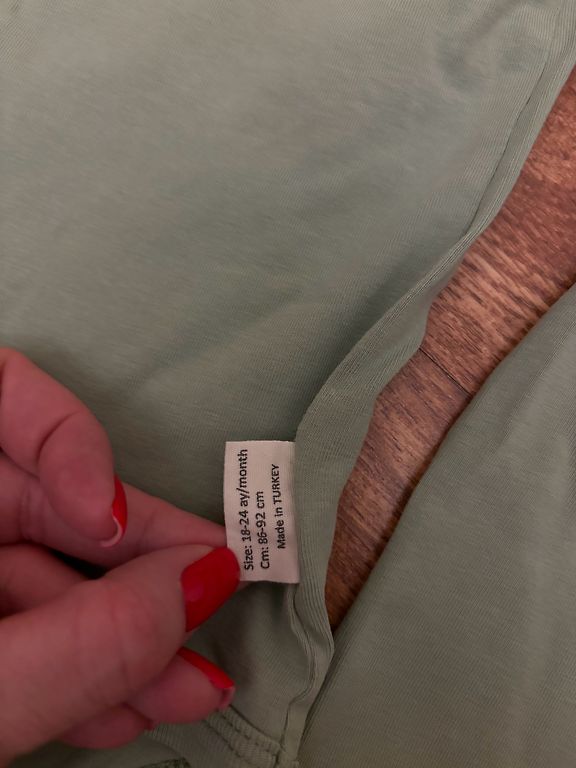 Size: 18-24 ay/month
Cm: 86-92 cm
Made in TURKEY